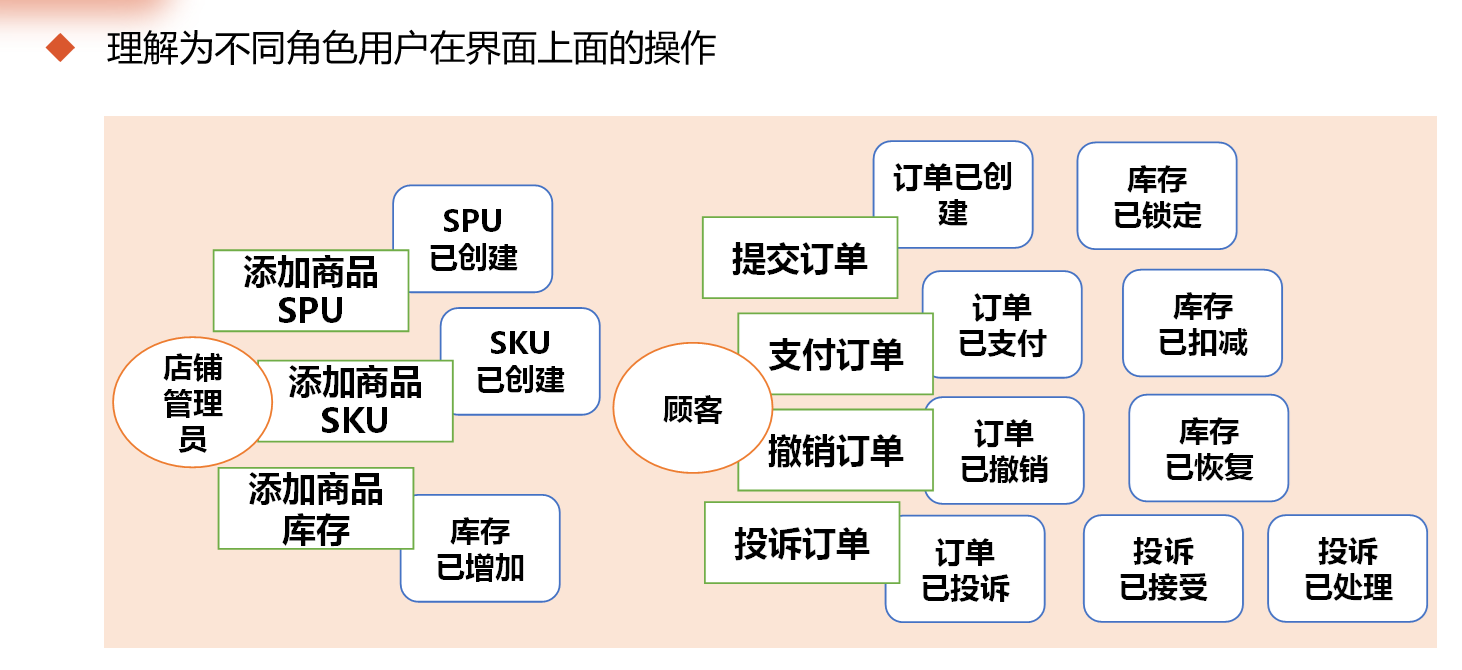 理解为不同角色用户在界面上面的操作
SPU
已创建
添加商品
SPU
SKU
已创建
店铺
管理
员
添加商品
SKU
添加商品
库存
库存
已增加
订单已创
建
库存
已锁定
提交订单
订单
已支付
库存
已扣减
支付订单
顾客
撤销订单
订单
已撤销
库存
已恢复
投诉订单
订单
已投诉
投诉
已接受
投诉
已处理